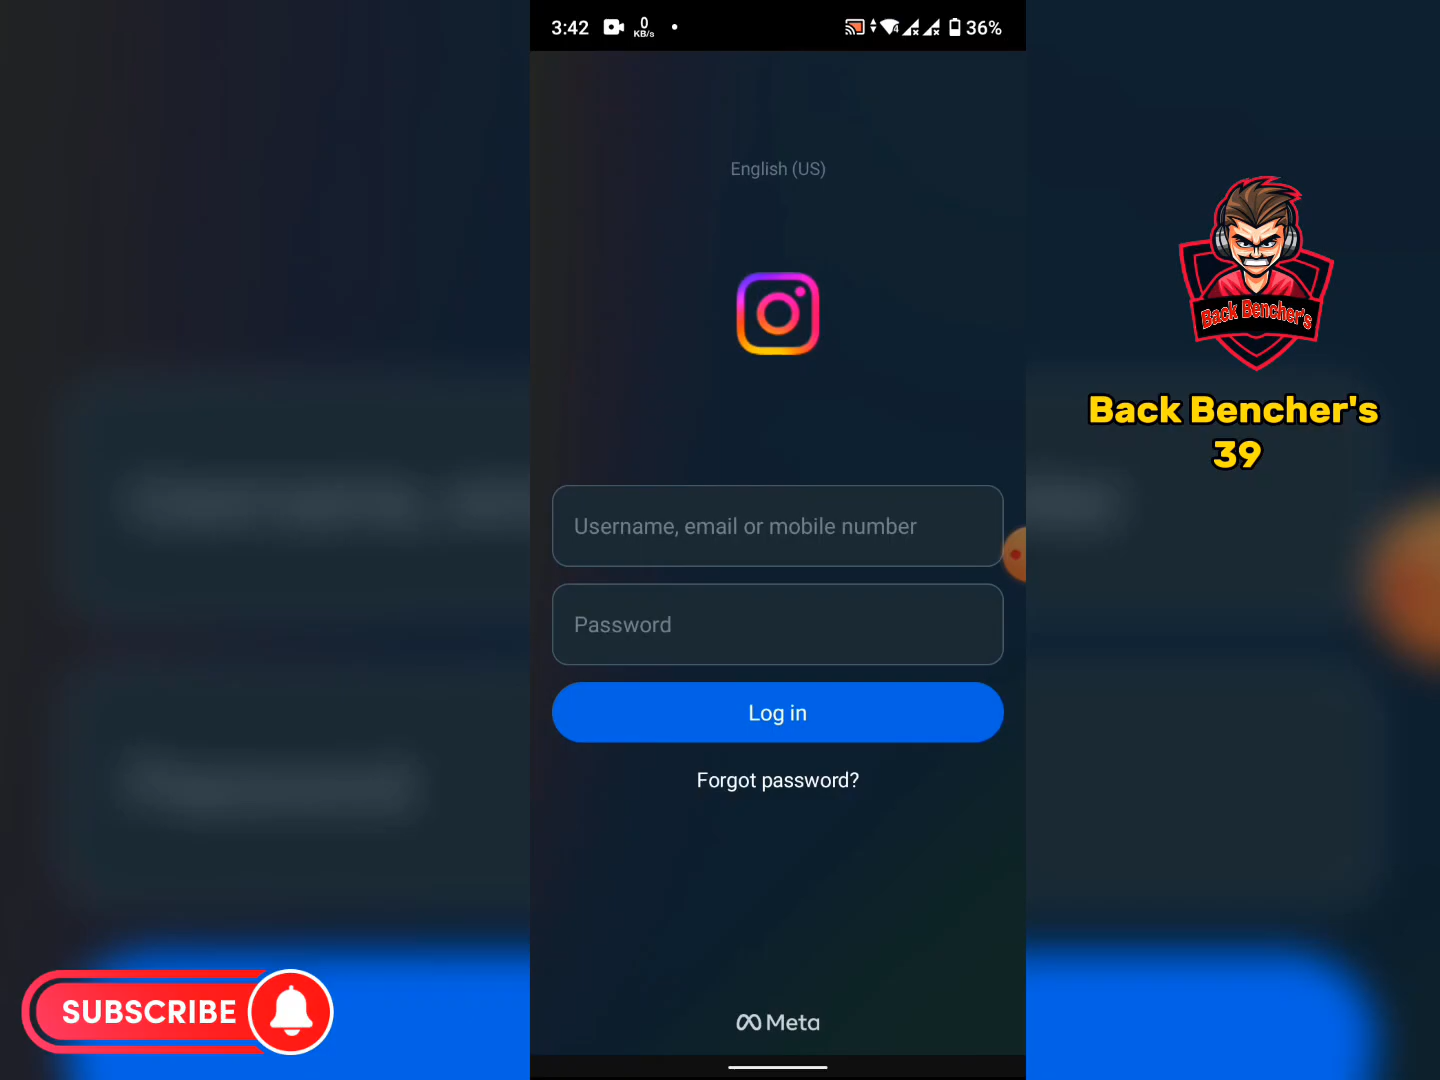 3:42 0 KB/s 36%
English (US)
Back Bencher's
Back Bencher's
39
Username, email or mobile number
Password
Log in
Forgot password?
SUBSCRIBE
Meta